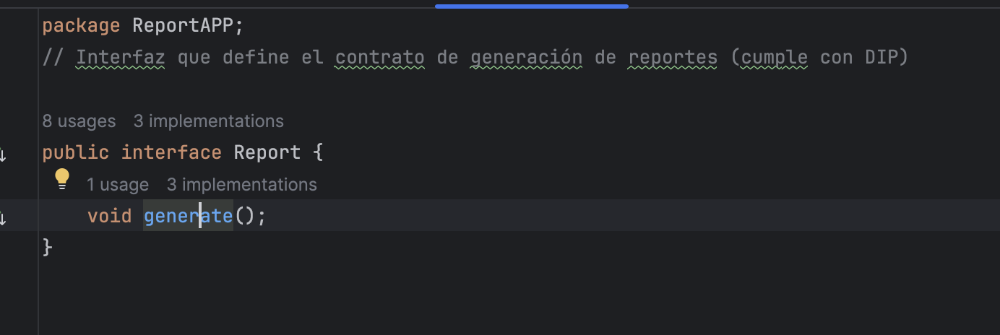 package ReportAPP;
// Interfaz que define el contrato de generación de reportes (cumple con DIP)
8 usages   3 implementations
public interface Report {
1 usage   3 implementations
void generate();
}